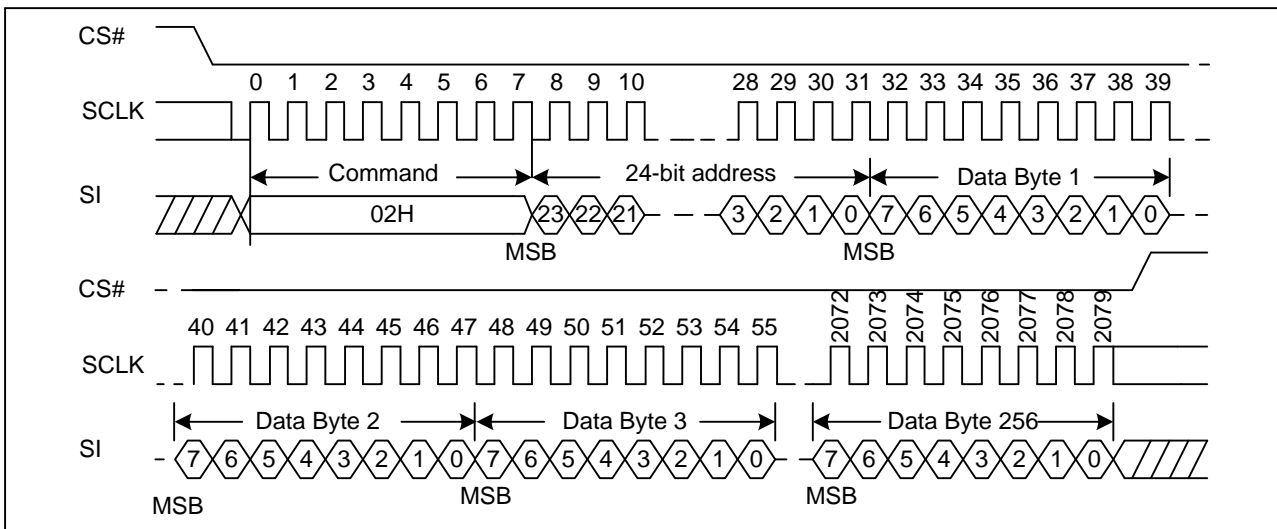 CS#
0 1 2 3 4 5 6 7 8 9 10 28 29 30 31 32 33 34 35 36 37 38 39
SCLK
Command 24-bit address Data Byte 1
SI
02H 23 22 21 3 2 1 0 7 6 5 4 3 2 1 0
MSB MSB
CS#
40 41 42 43 44 45 46 47 48 49 50 51 52 53 54 55 2072 2073 2074 2075 2076 2077 2078 2079
SCLK
Data Byte 2 Data Byte 3 Data Byte 256
SI
7 6 5 4 3 2 1 0 7 6 5 4 3 2 1 0 7 6 5 4 3 2 1 0
MSB MSB MSB